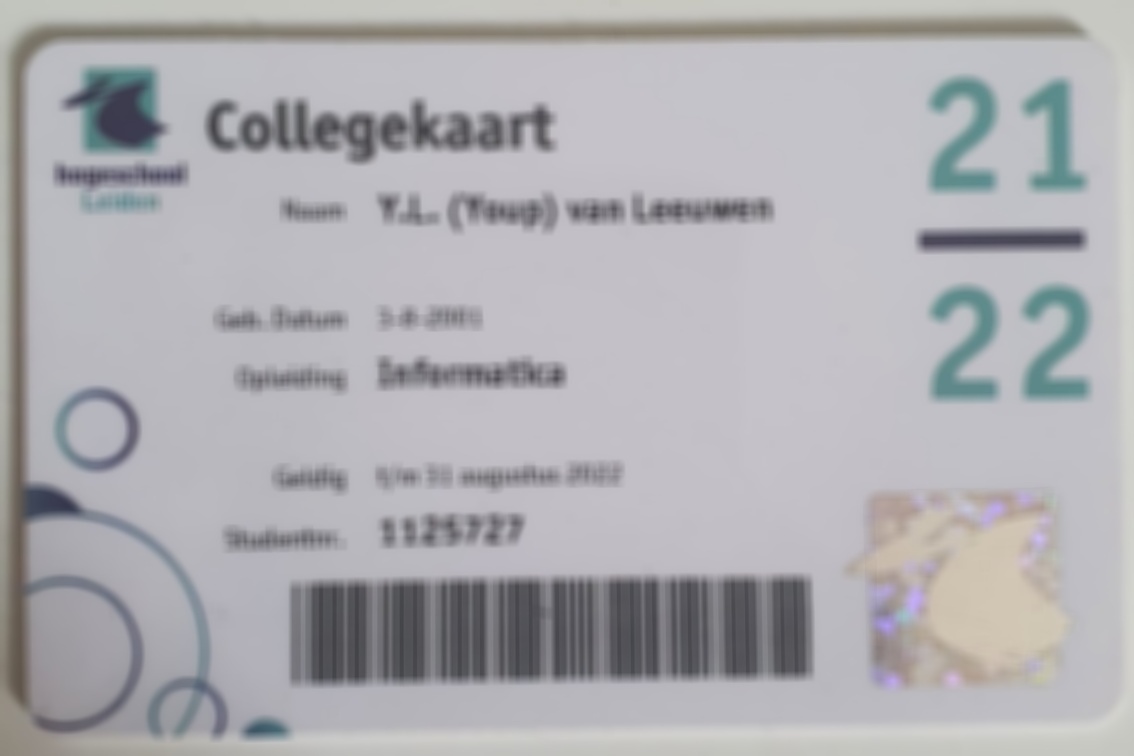 hogeschool
Leiden
Collegekaart
21
22
Naam Y.L. (Youp) van Leeuwen
Geb. Datum
Opleiding Informatica
Geldig t/m 31 augustus 2022
Studentnr. 1125727